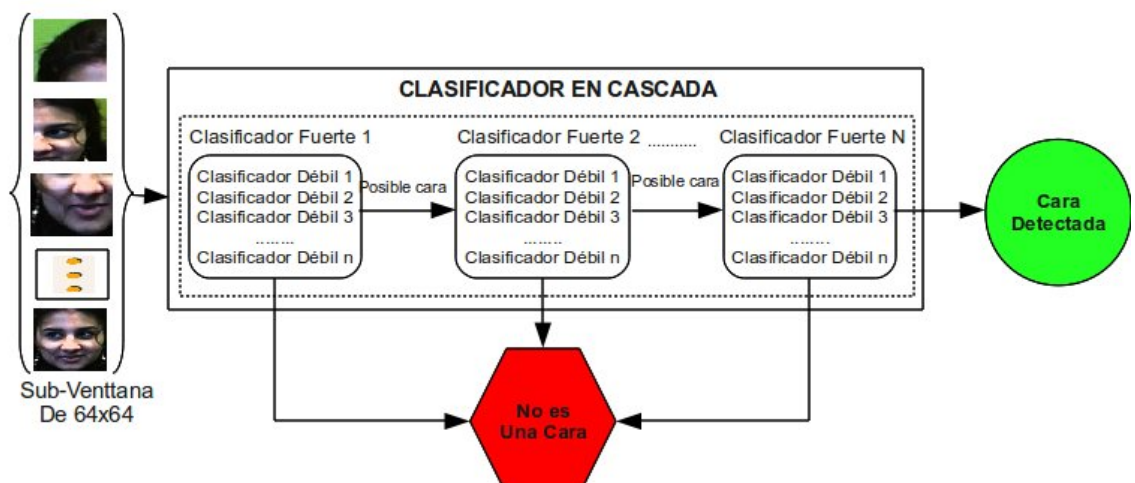 CLASIFICADOR EN CASCADA
Clasificador Fuerte 1
Clasificador Débil 1
Clasificador Débil 2
Clasificador Débil 3
.........
Clasificador Débil n
Posible cara
Clasificador Fuerte 2 ...........
Clasificador Débil 1
Clasificador Débil 2
Clasificador Débil 3
.........
Clasificador Débil n
Posible cara
Clasificador Fuerte N
Clasificador Débil 1
Clasificador Débil 2
Clasificador Débil 3
.........
Clasificador Débil n
Cara
Detectada
Sub-Venttana
De 64x64
No es
Una Cara